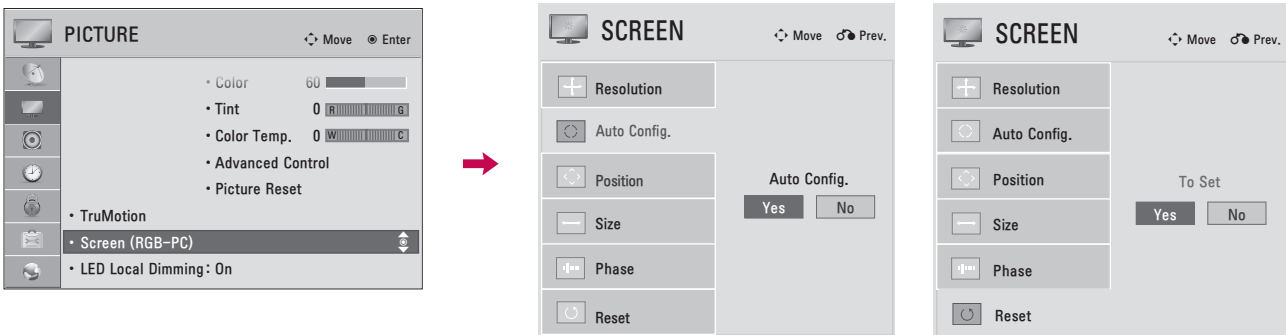 PICTURE
Move Enter
• Color 60
• Tint 0 R G
• Color Temp. 0 W C
• Advanced Control
• Picture Reset
• TruMotion
• Screen (RGB-PC)
• LED Local Dimming: On
SCREEN
Move Prev.
Resolution
Auto Config.
Position
Size
Phase
Reset
Auto Config.
Yes No
SCREEN
Move Prev.
Resolution
Auto Config.
Position
Size
Phase
Reset
To Set
Yes No